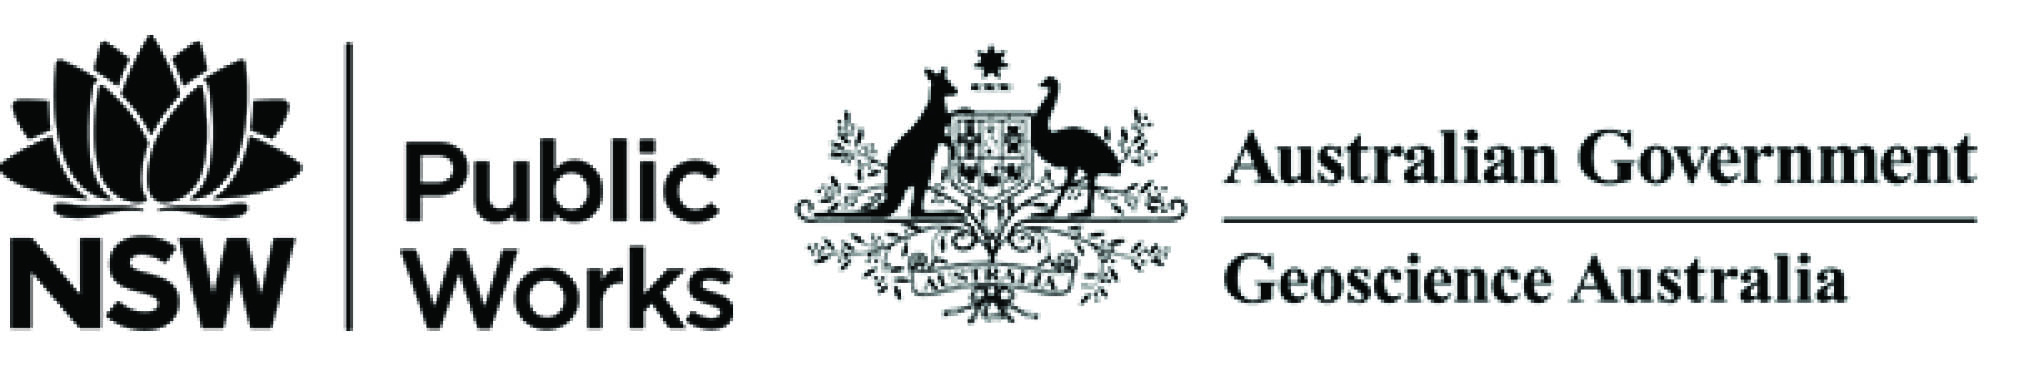 NSW
Public
Works
AUSTRALIA
Australian Government
Geoscience Australia